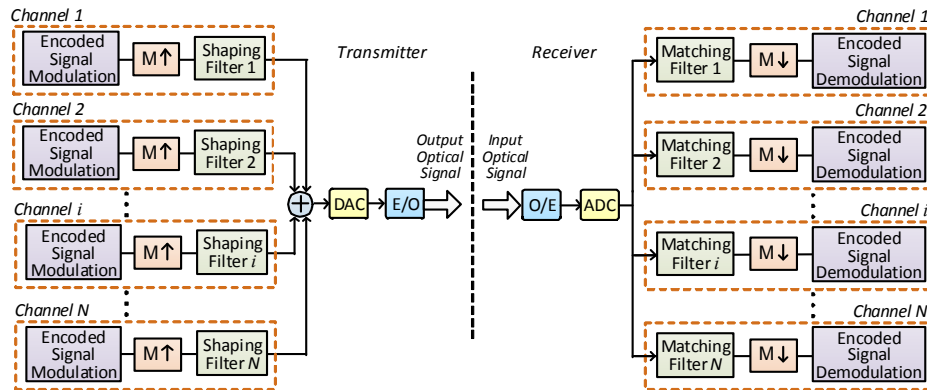 Channel 1
Encoded
Signal
Modulation
M↑
Shaping
Filter 1
Channel 2
Encoded
Signal
Modulation
M↑
Shaping
Filter 2
Channel i
Encoded
Signal
Modulation
M↑
Shaping
Filter i
Channel N
Encoded
Signal
Modulation
M↑
Shaping
Filter N
Transmitter
Output
Optical
Signal
DAC
E/O
Receiver
Input
Optical
Signal
O/E
ADC
Channel 1
Matching
Filter 1
M↓
Encoded
Signal
Demodulation
Channel 2
Matching
Filter 2
M↓
Encoded
Signal
Demodulation
Channel i
Matching
Filter i
M↓
Encoded
Signal
Demodulation
Channel N
Matching
Filter N
M↓
Encoded
Signal
Demodulation